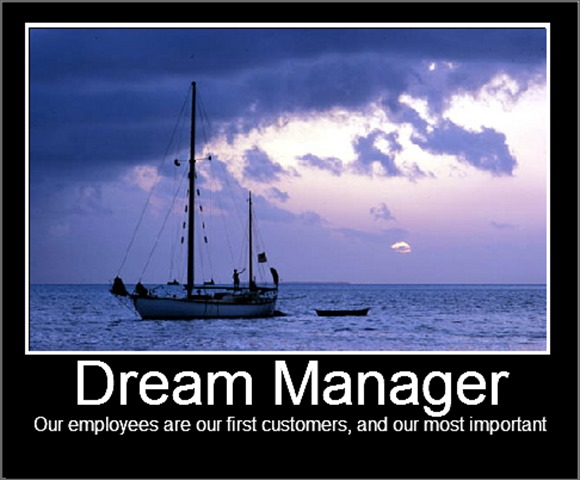 Dream Manager
Our employees are our first customers, and our most important